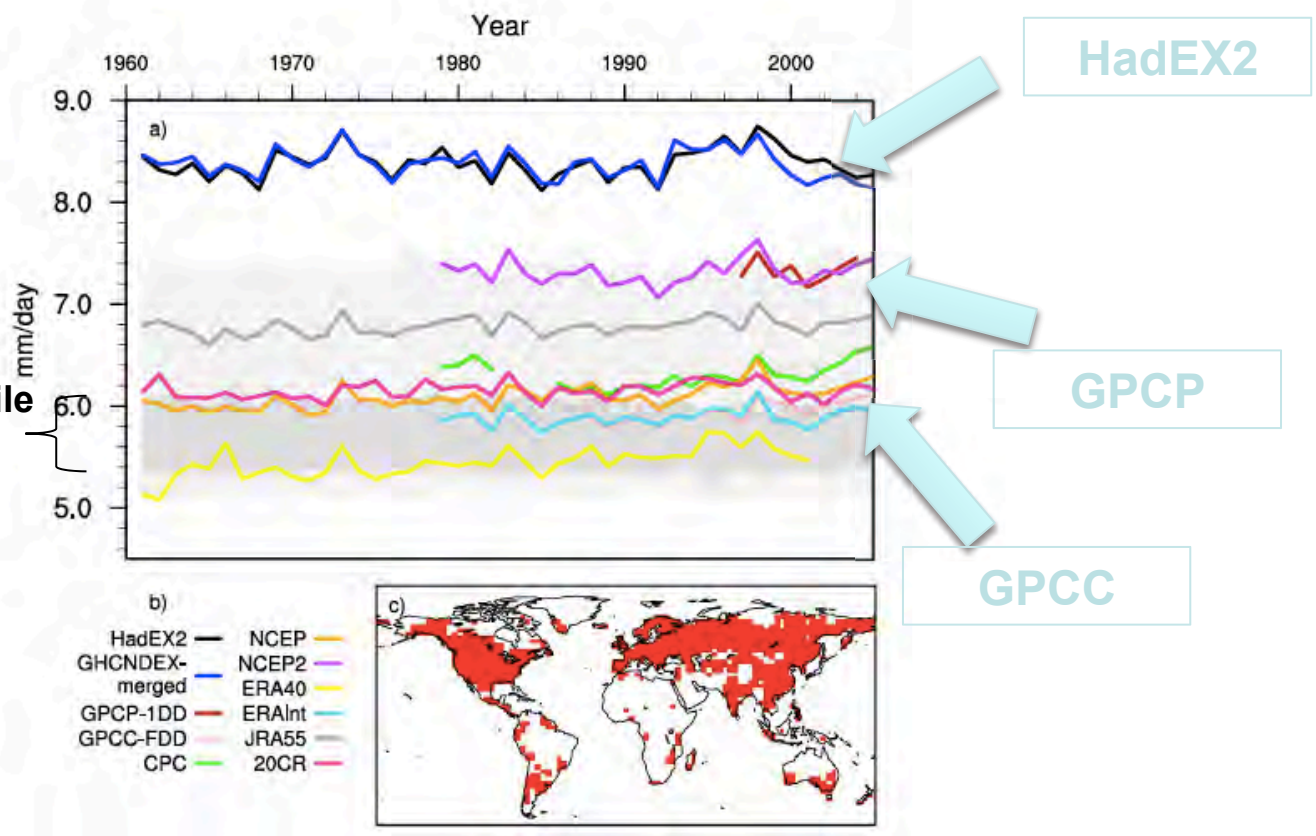 Year
1960 1970 1980 1990 2000
HadEX2
9.0
a)
8.0
7.0
mm/day
GPCP
ile
6.0
5.0
GPCC
b)
HadEX2
GHCNDEX-
merged
GPCP-1DD
GPCC-FDD
CPC
NCEP
NCEP2
ERA40
ERAInt
JRA55
20CR
c)